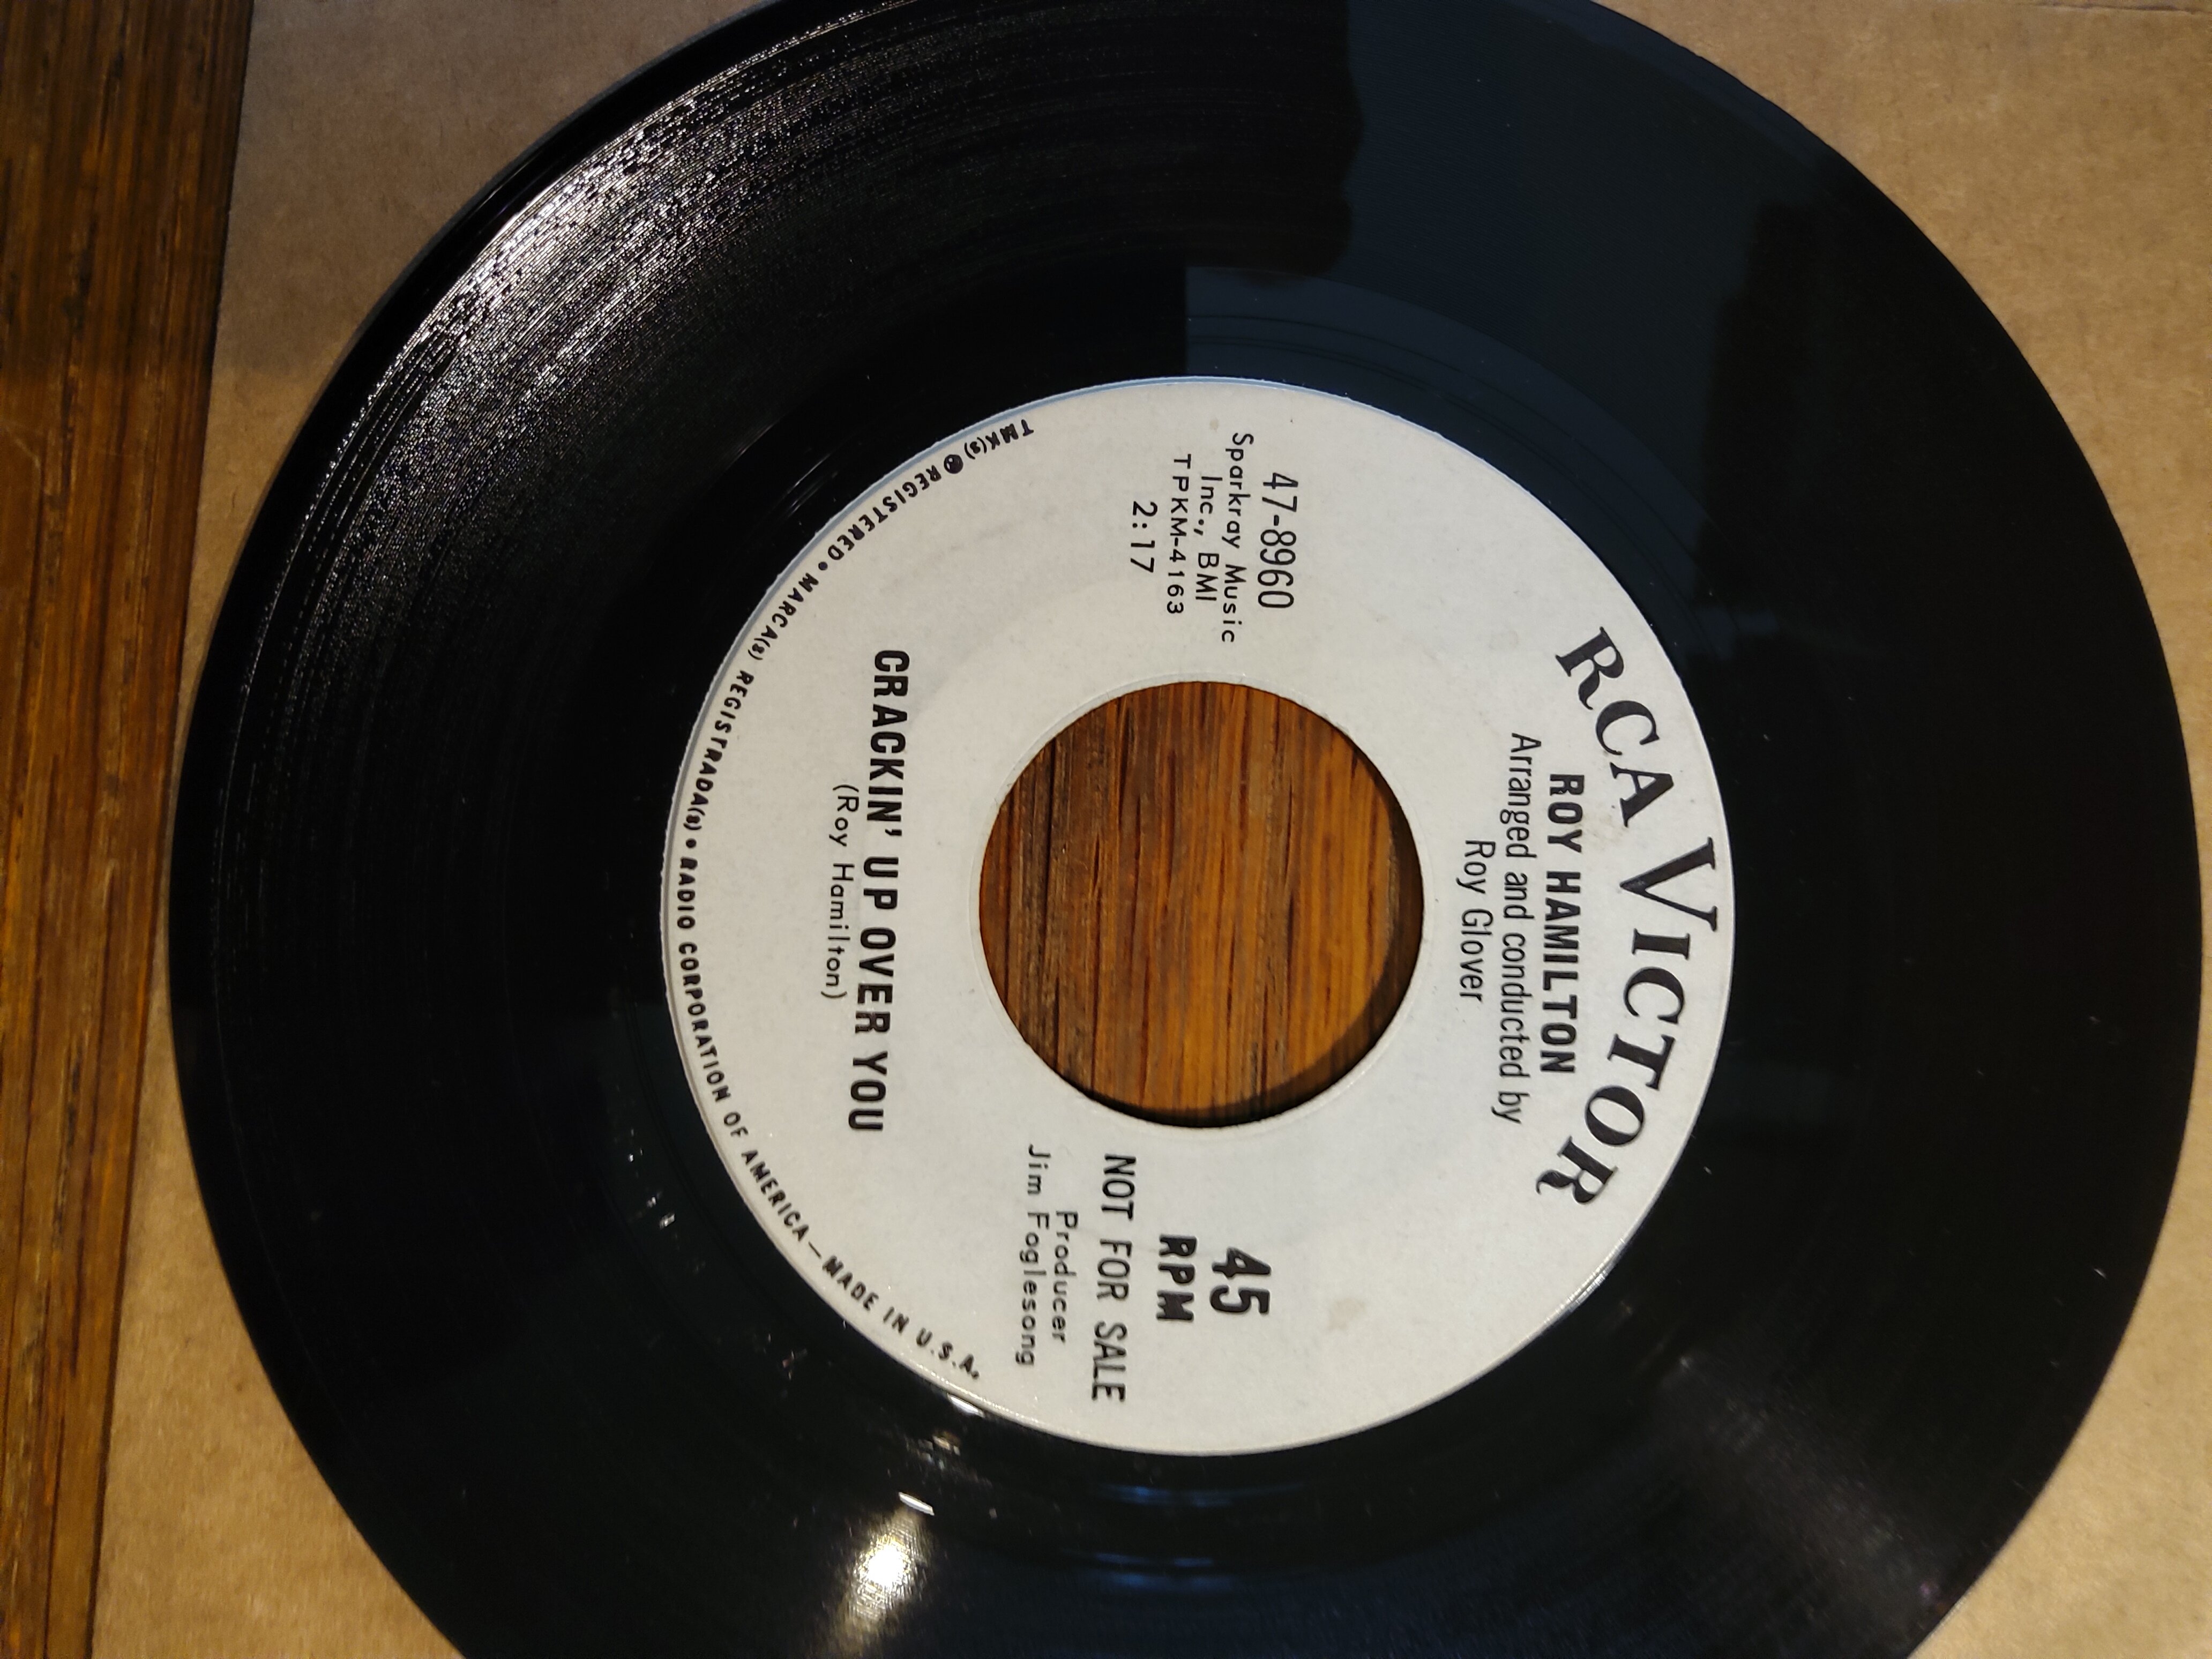 RCA VICTOR
ROY HAMILTON
Arranged and conducted by
Roy Glover
47-8960
Sparkray Music
Inc., BMI
TPKM-4163
2:17
45
RPM
NOT FOR SALE
Producer
Jim Foglesong
CRACKIN' UP OVER YOU
(Roy Hamilton)
TMK(s) ® REGISTERED • MARCA(s) REGISTRADA(s) • RADIO CORPORATION OF AMERICA—MADE IN U.S.A.